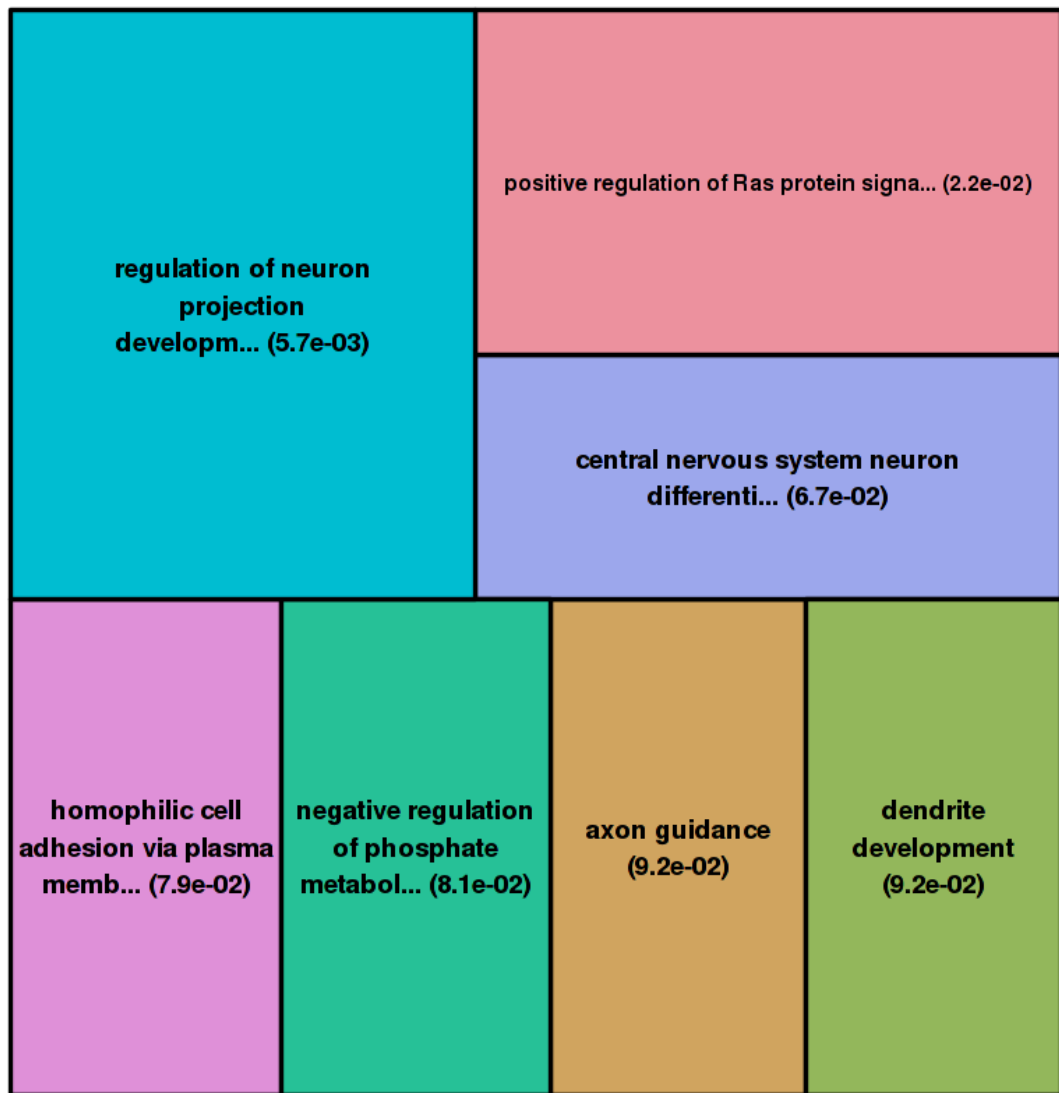 regulation of neuron
projection
developm... (5.7e-03)
positive regulation of Ras protein signa... (2.2e-02)
central nervous system neuron
differenti... (6.7e-02)
homophilic cell
adhesion via plasma
memb... (7.9e-02)
negative regulation
of phosphate
metabol... (8.1e-02)
axon guidance
(9.2e-02)
dendrite
development
(9.2e-02)